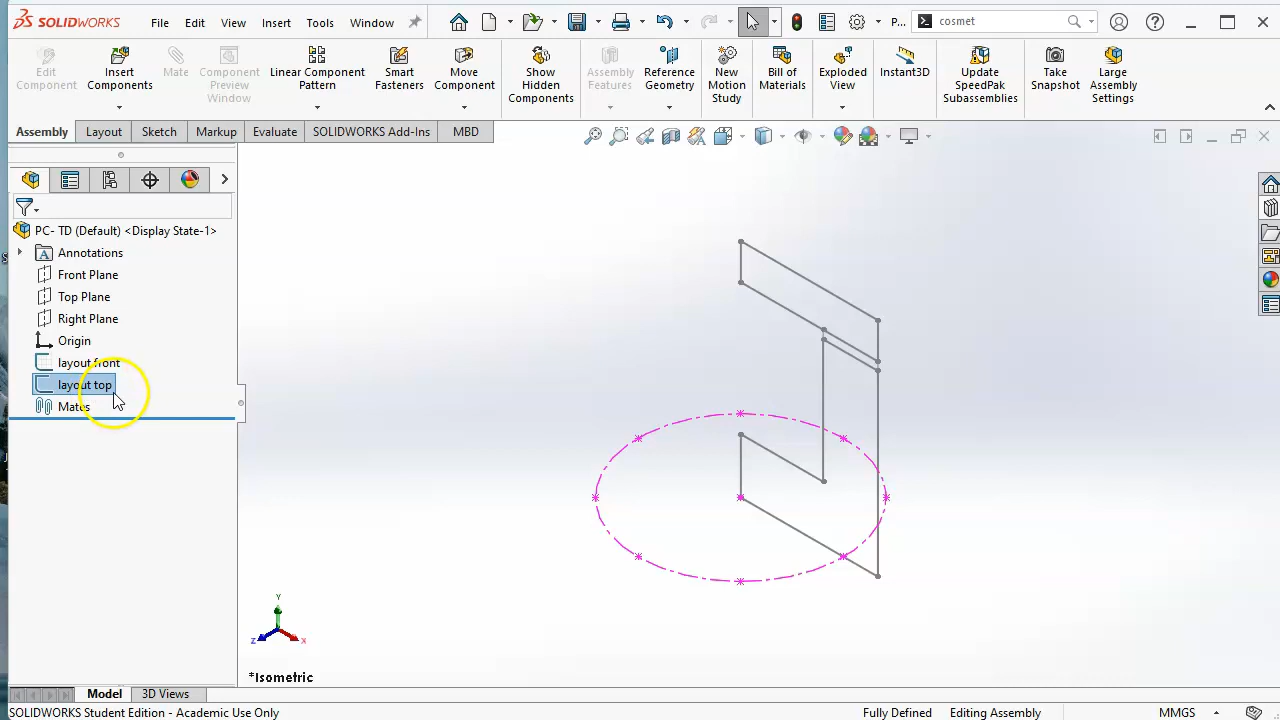 SOLIDWORKS File Edit View Insert Tools Window P... cosmet
Edit Component
Insert Components
Mate
Component Preview Window
Linear Component Pattern
Smart Fasteners
Move Component
Show Hidden Components
Assembly Features
Reference Geometry
New Motion Study
Bill of Materials
Exploded View
Instant3D
Update SpeedPak Subassemblies
Take Snapshot
Large Assembly Settings
Assembly Layout Sketch Markup Evaluate SOLIDWORKS Add-Ins MBD
PC- TD (Default) <Display State-1>
Annotations
Front Plane
Top Plane
Right Plane
Origin
layout front
layout top
Mates
Y
Z X
*Isometric
Model 3D Views
SOLIDWORKS Student Edition - Academic Use Only Fully Defined Editing Assembly MMGS